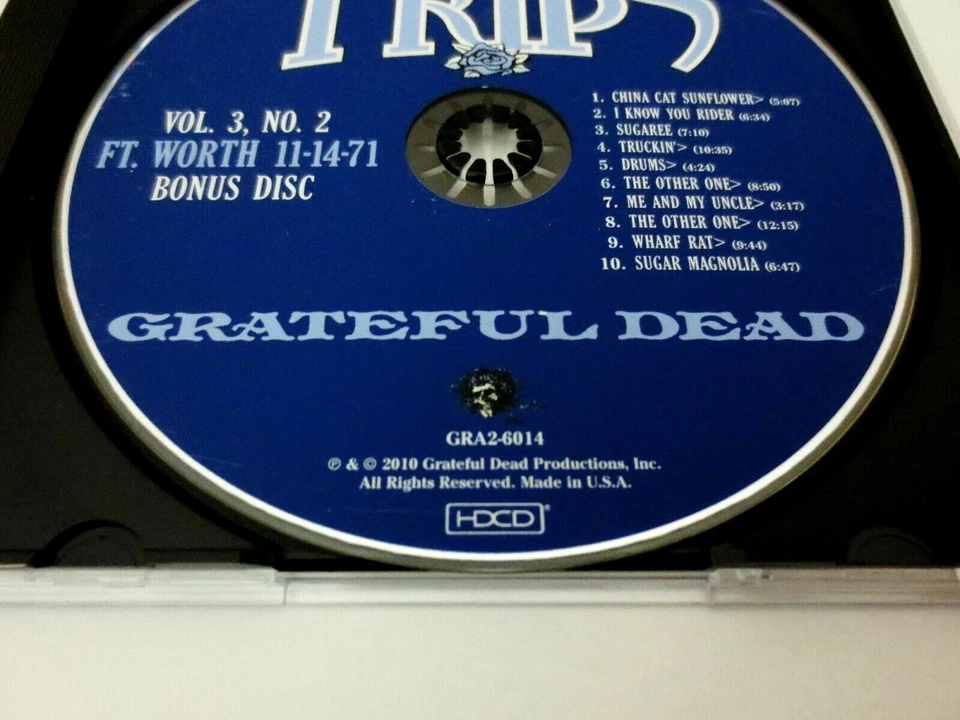 TRIPS
VOL. 3, NO. 2
FT. WORTH 11-14-71
BONUS DISC
1. CHINA CAT SUNFLOWER> (5:07)
2. I KNOW YOU RIDER (6:34)
3. SUGAREE (7:16)
4. TRUCKIN'> (10:35)
5. DRUMS> (4:24)
6. THE OTHER ONE> (8:50)
7. ME AND MY UNCLE> (3:17)
8. THE OTHER ONE> (12:15)
9. WHARF RAT> (9:44)
10. SUGAR MAGNOLIA (6:47)
GRATEFUL DEAD
GRA2-6014
℗ & © 2010 Grateful Dead Productions, Inc.
All Rights Reserved. Made in U.S.A.
HDCD®